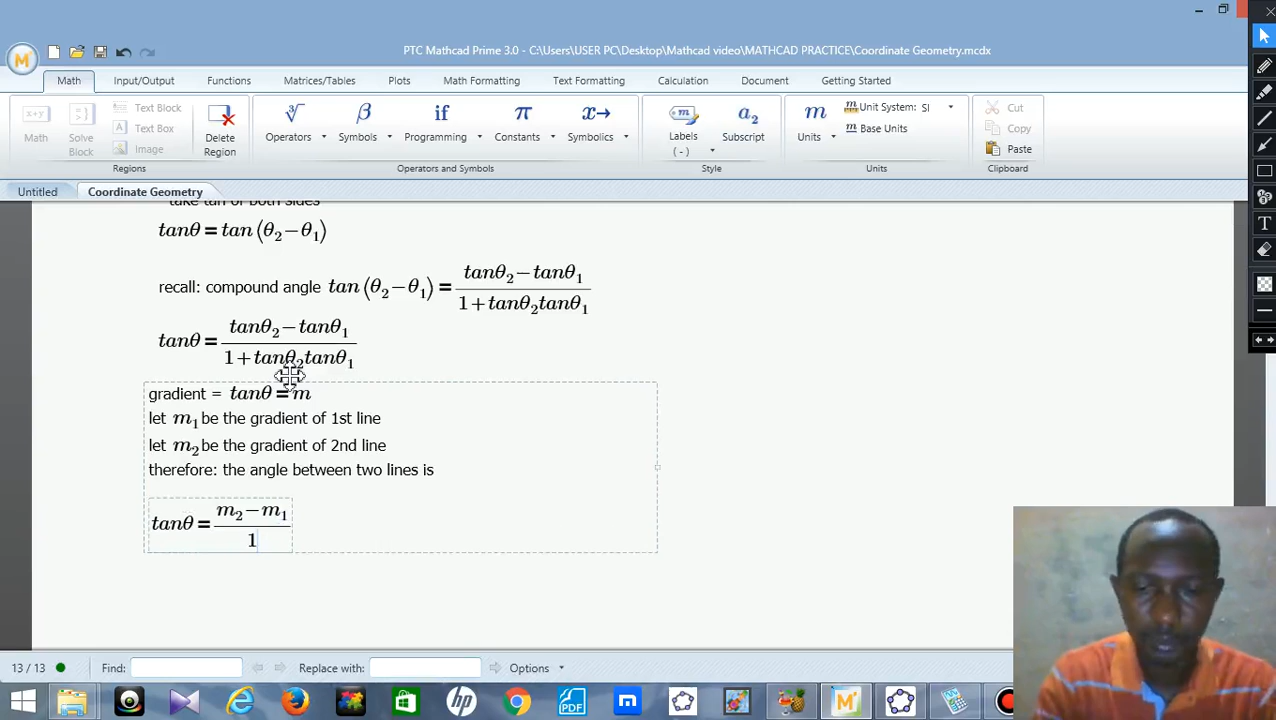 PTC Mathcad Prime 3.0 - C:\Users\USER PC\Desktop\Mathcad video\MATHCAD PRACTICE\Coordinate Geometry.mcdx
Math Input/Output Functions Matrices/Tables Plots Math Formatting Text Formatting Calculation Document Getting Started
Math
Solve Block
Text Block
Text Box
Image
Delete Region
Operators
Symbols
Programming
Constants
Symbolics
Labels
(-)
Subscript
Units
Unit System: SI
Base Units
Cut
Copy
Paste
Regions Operators and Symbols Style Units Clipboard
Untitled Coordinate Geometry
take tan of both sides
tanθ = tan (θ₂ − θ₁)
recall: compound angle tan (θ₂ − θ₁) = (tanθ₂ − tanθ₁) / (1 + tanθ₂tanθ₁)
tanθ = (tanθ₂ − tanθ₁) / (1 + tanθ₂tanθ₁)
gradient = tanθ = m
let m₁ be the gradient of 1st line
let m₂ be the gradient of 2nd line
therefore: the angle between two lines is
tanθ = (m₂ − m₁) / 1
13 / 13 Find: Replace with: Options